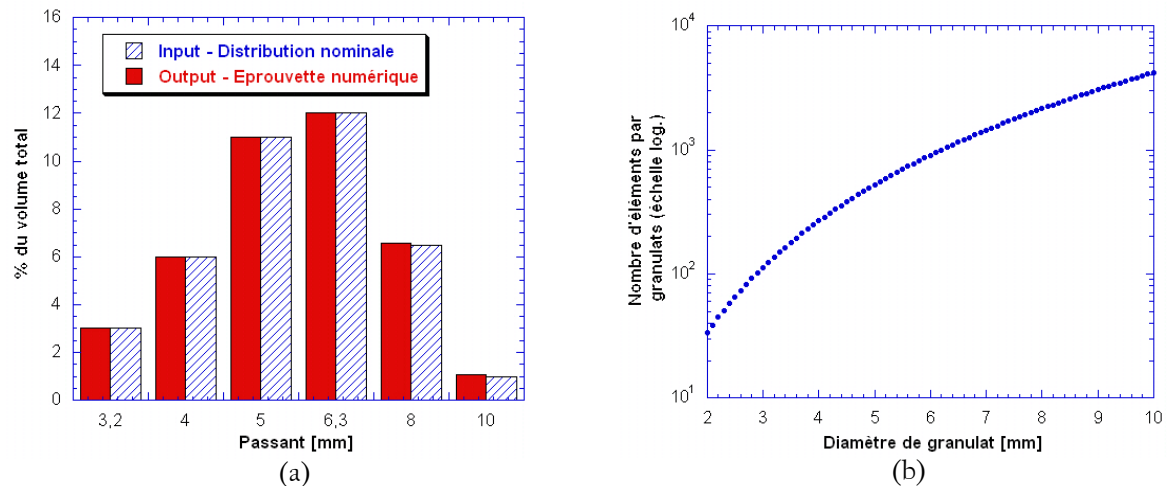 16
14
12
10
8
6
4
2
0
% du volume total
Input - Distribution nominale
Output - Eprouvette numérique
3,2 4 5 6,3 8 10
Passant [mm]
(a)
10^4
10^3
10^2
10^1
Nombre d'éléments par
granulats (échelle log.)
2 3 4 5 6 7 8 9 10
Diamètre de granulat [mm]
(b)